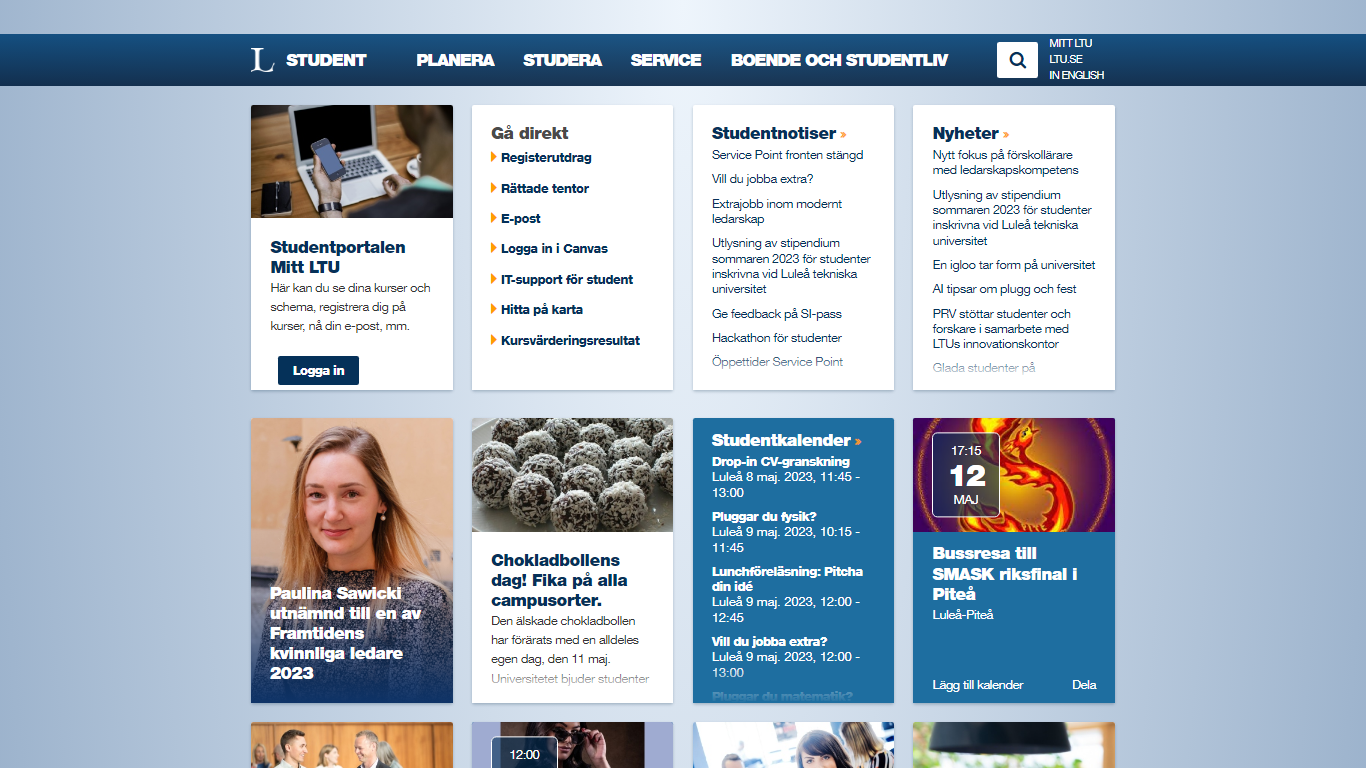 L STUDENT PLANERA STUDERA SERVICE BOENDE OCH STUDENTLIV
MITT LTU
LTU.SE
IN ENGLISH
Studentportalen
Mitt LTU
Här kan du se dina kurser och
schema, registrera dig på
kurser, nå din e-post, mm.
Logga in
Gå direkt
Registerutdrag
Rättade tentor
E-post
Logga in i Canvas
IT-support för student
Hitta på karta
Kursvärderingsresultat
Studentnotiser »
Service Point fronten stängd
Vill du jobba extra?
Extrajobb inom modernt
ledarskap
Utlysning av stipendium
sommaren 2023 för studenter
inskrivna vid Luleå tekniska
universitet
Ge feedback på SI-pass
Hackathon för studenter
Öppettider Service Point
Nyheter »
Nytt fokus på förskollärare
med ledarskapskompetens
Utlysning av stipendium
sommaren 2023 för studenter
inskrivna vid Luleå tekniska
universitet
En igloo tar form på universitet
AI tipsar om plugg och fest
PRV stöttar studenter och
forskare i samarbete med
LTUs innovationskontor
Glada studenter på
Paulina Sawicki
utnämnd till en av
Framtidens
kvinnliga ledare
2023
Chokladbollens
dag! Fika på alla
campusorter.
Den älskade chokladbollen
har förärats med en alldeles
egen dag, den 11 maj.
Universitetet bjuder studenter
Studentkalender »
Drop-in CV-granskning
Luleå 8 maj. 2023, 11:45 -
13:00
Pluggar du fysik?
Luleå 9 maj. 2023, 10:15 -
11:45
Lunchföreläsning: Pitcha
din idé
Luleå 9 maj. 2023, 12:00 -
12:45
Vill du jobba extra?
Luleå 9 maj. 2023, 12:00 -
13:00
Pluggar du matematik?
17:15
12
MAJ
PITE
Bussresa till
SMASK riksfinal i
Piteå
Luleå-Piteå
Lägg till kalender Dela
12:00